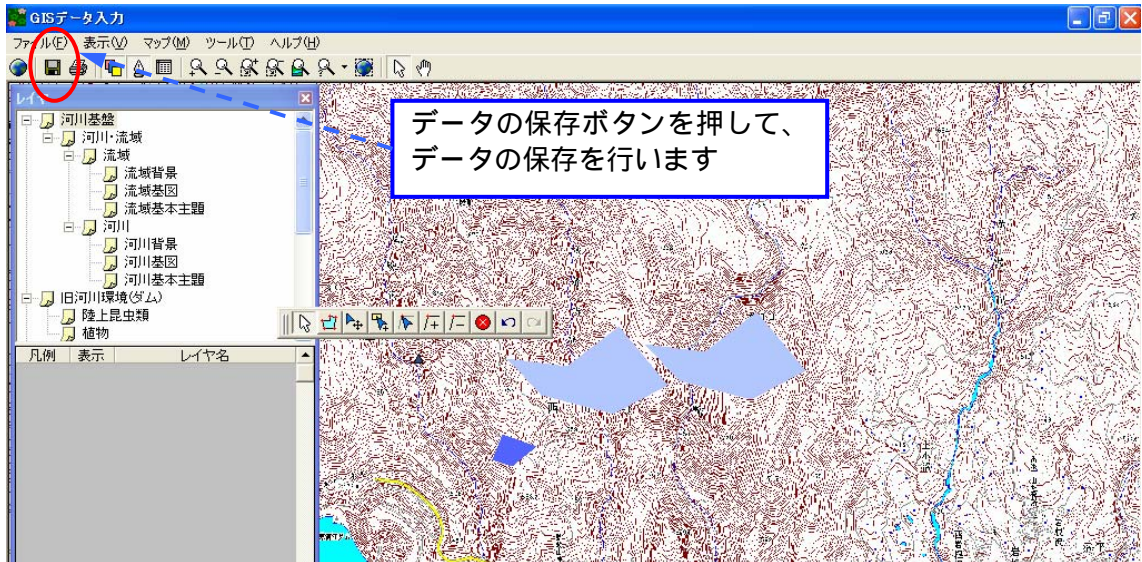 GISデータ入力
ファイル(F) 表示(V) マップ(M) ツール(T) ヘルプ(H)
レイヤ
データの保存ボタンを押して、
データの保存を行います
河川基盤
河川・流域
流域
流域背景
流域基図
流域基本主題
河川
河川背景
河川基図
河川基本主題
旧河川環境(ダム)
陸上昆虫類
植物
凡例 表示 レイヤ名
西